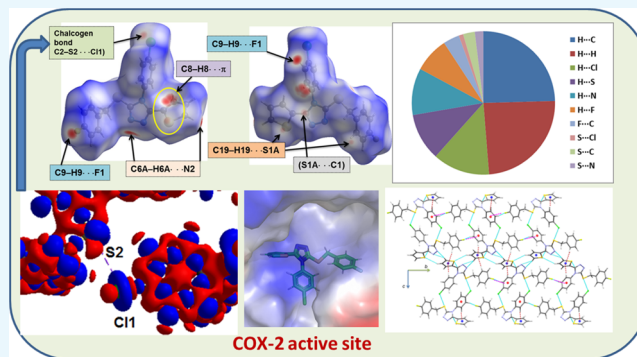 Chalcogen
bond
C2–S2 ··· Cl1)
C9–H9···F1
C8–H8···π
C9–H9···F1
C6A–H6A···N2
C19–H19···S1A
(S1A ···C1)
H···C
H···H
H···Cl
H···S
H···N
H···F
F···C
S···Cl
S···C
S···N
S2
Cl1
COX-2 active site